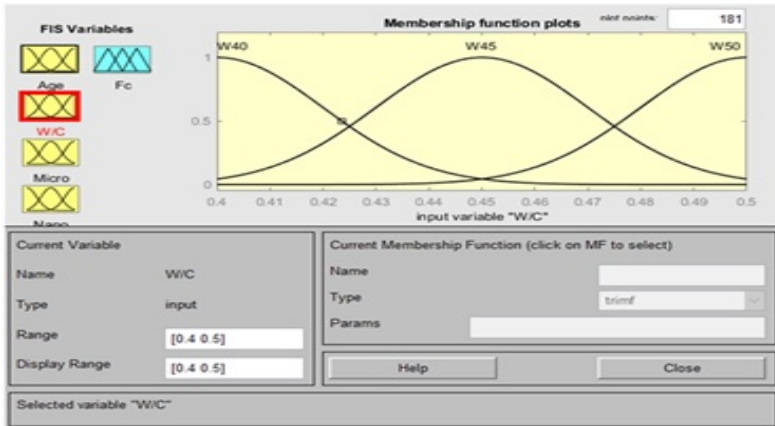 FIS Variables
Age
Fc
W/C
Micro
Nano
Membership function plots
plot points:
181
W40
W45
W50
1
0.5
0
0.4 0.41 0.42 0.43 0.44 0.45 0.46 0.47 0.48 0.49 0.5
input variable "W/C"
Current Variable
Name W/C
Type input
Range [0.4 0.5]
Display Range [0.4 0.5]
Current Membership Function (click on MF to select)
Name
Type trimf
Params
Help
Close
Selected variable "W/C"